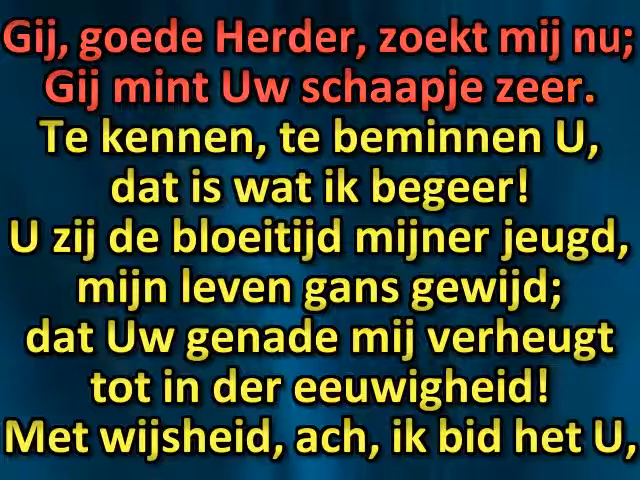 Gij, goede Herder, zoekt mij nu;
Gij mint Uw schaapje zeer.
Te kennen, te beminnen U,
dat is wat ik begeer!
U zij de bloeitijd mijner jeugd,
mijn leven gans gewijd;
dat Uw genade mij verheugt
tot in der eeuwigheid!
Met wijsheid, ach, ik bid het U,